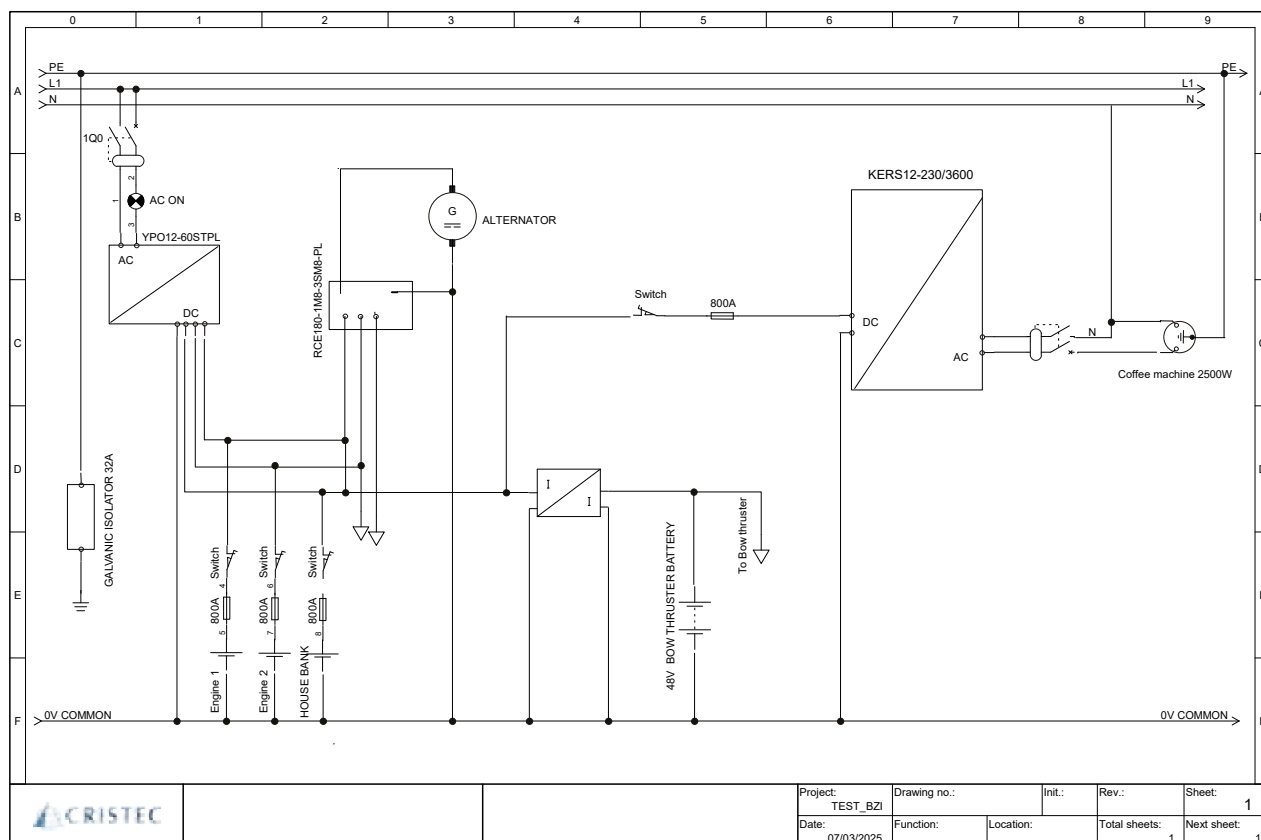 0 1 2 3 4 5 6 7 8 9
PE PE
A L1 L1 A
N N
1Q0
KERS12-230/3600
2
1 AC ON
B G ALTERNATOR
3
YPO12-60STPL
AC
RCE180-1M8-3SM8-PL
Switch 800A
DC DC
C N
AC
Coffee machine 2500W
D I
I
GALVANIC ISOLATOR 32A
To Bow thruster
48V BOW THRUSTER BATTERY
Switch Switch Switch
4 6
E 800A 800A 800A
5 7 8
Engine 1 Engine 2 HOUSE BANK
F 0V COMMON 0V COMMON
CRISTEC
Project: Drawing no.: Init.: Rev.: Sheet:
TEST_BZI 1
Date: Function: Location: Total sheets: Next sheet:
07/03/2025 1 1